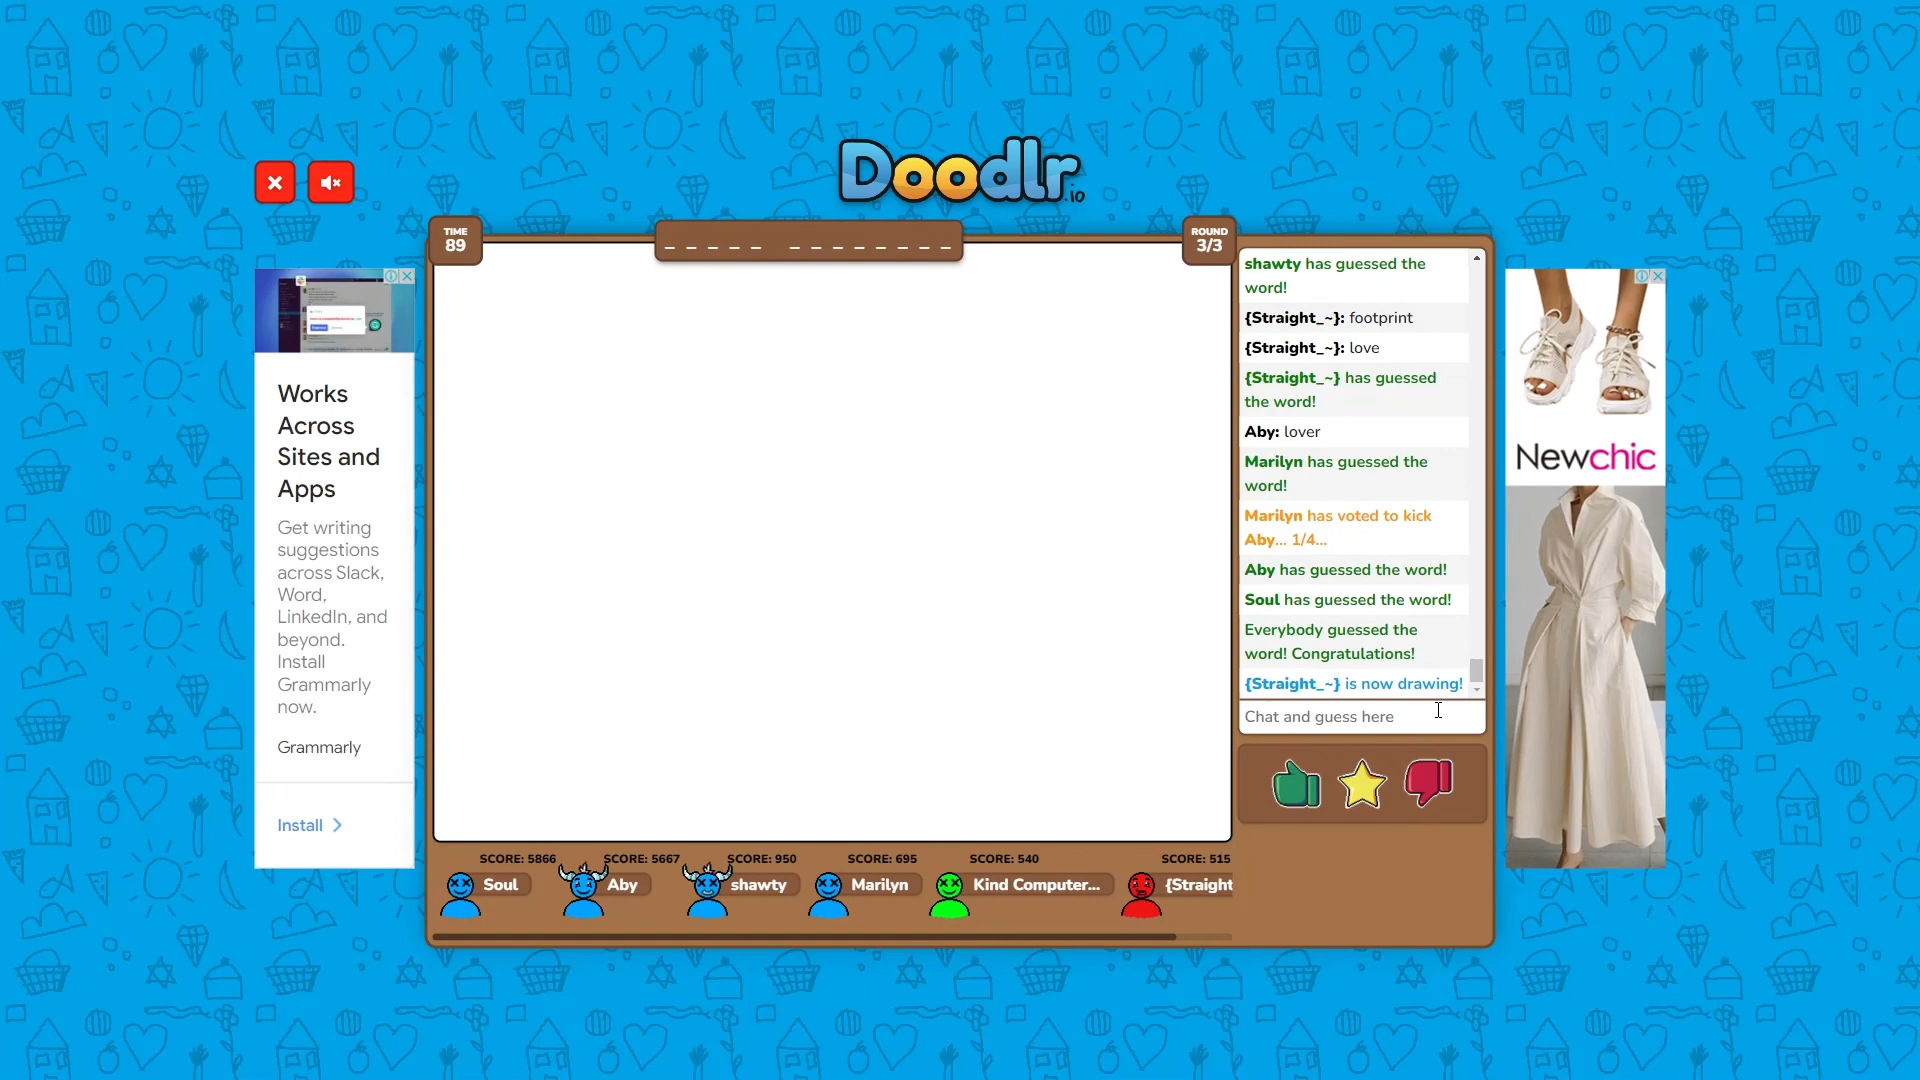 Doodlr.io
TIME
89
_ _ _ _ _   _ _ _ _ _ _ _ _
ROUND
3/3
shawty has guessed the
word!
{Straight_~}: footprint
{Straight_~}: love
{Straight_~} has guessed
the word!
Aby: lover
Marilyn has guessed the
word!
Marilyn has voted to kick
Aby... 1/4...
Aby has guessed the word!
Soul has guessed the word!
Everybody guessed the
word! Congratulations!
{Straight_~} is now drawing!
Chat and guess here
Works
Across
Sites and
Apps
Get writing
suggestions
across Slack,
Word,
LinkedIn, and
beyond.
Install
Grammarly
now.
Grammarly
Install
Newchic
SCORE: 5866
Soul
SCORE: 5667
Aby
SCORE: 950
shawty
SCORE: 695
Marilyn
SCORE: 540
Kind Computer...
SCORE: 515
{Straight